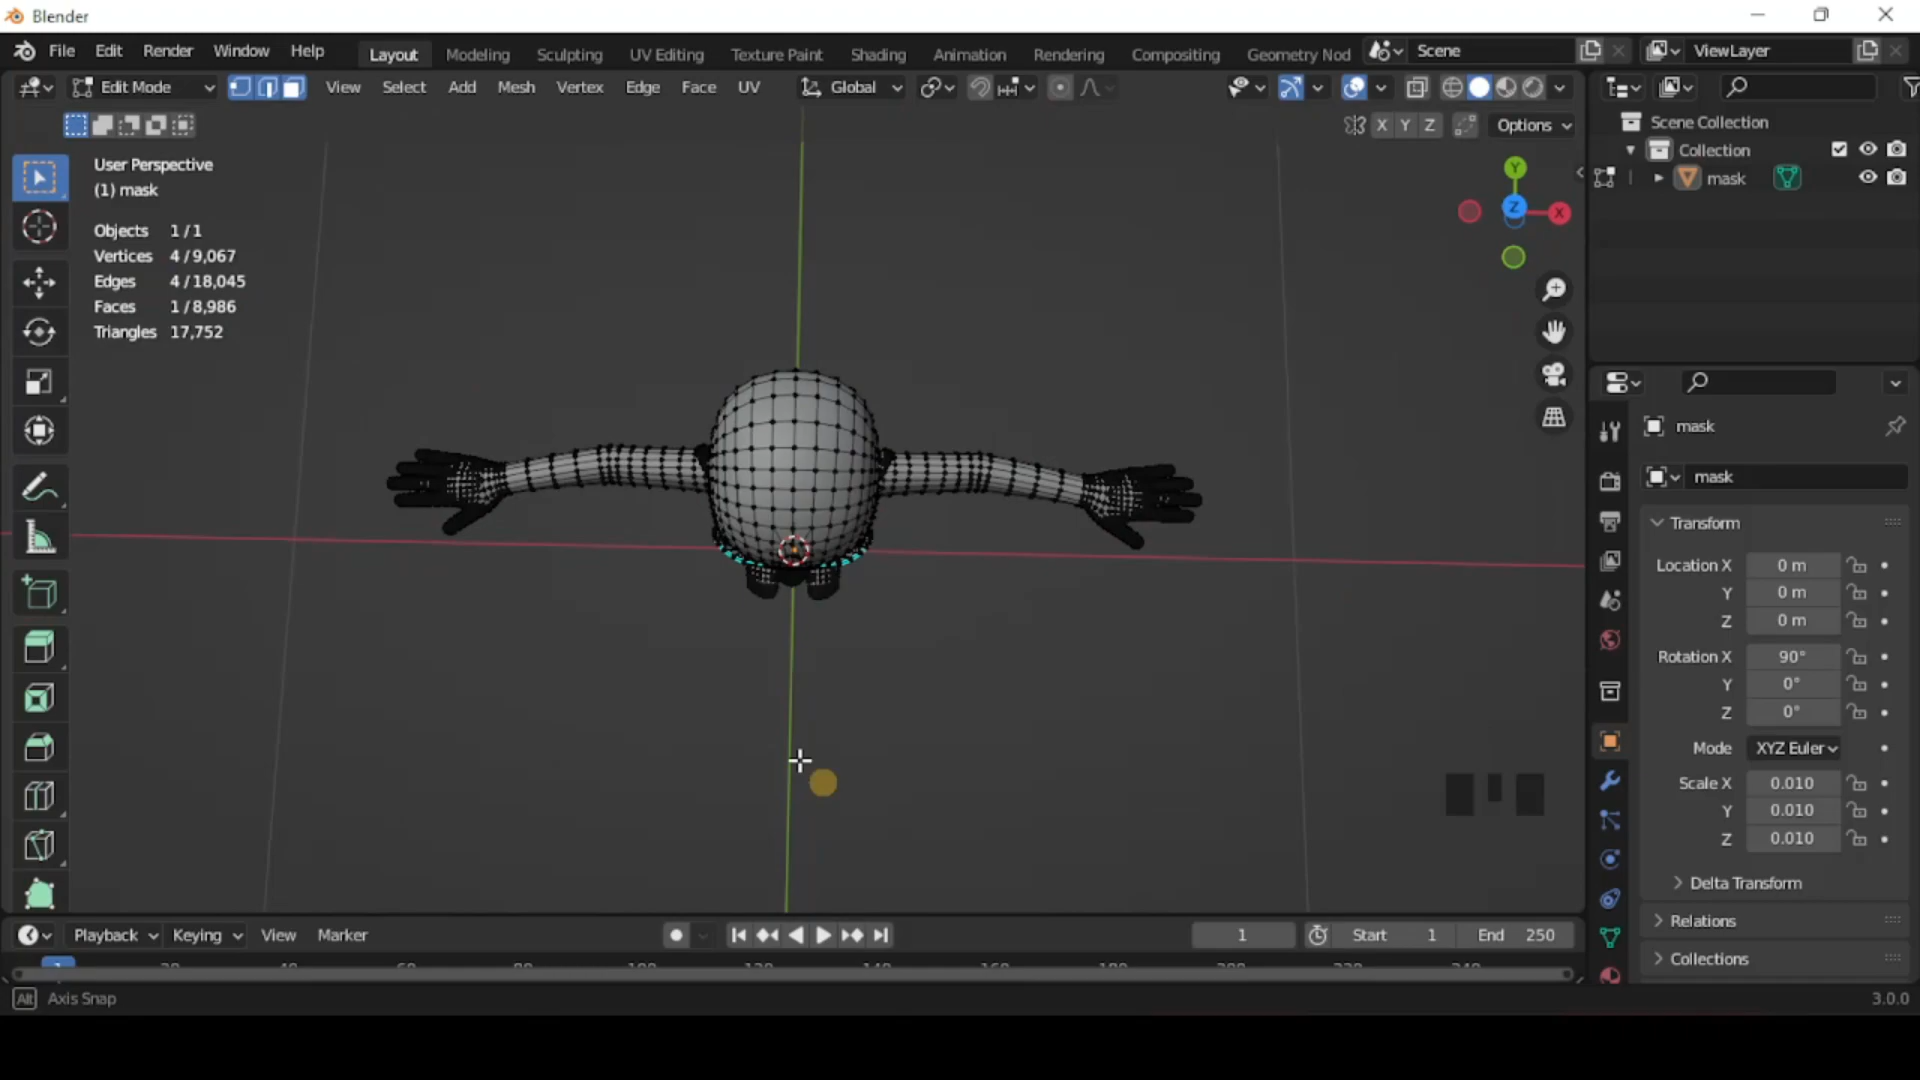 Blender
File Edit Render Window Help Layout Modeling Sculpting UV Editing Texture Paint Shading Animation Rendering Compositing Geometry Nod Scene ViewLayer
Edit Mode View Select Add Mesh Vertex Edge Face UV Global
X Y Z Options
User Perspective
(1) mask
Objects 1/1
Vertices 4/9,067
Edges 4/18,045
Faces 1/8,986
Triangles 17,752
Y
Z X
Scene Collection
Collection
mask
mask
mask
Transform
Location X 0 m
Y 0 m
Z 0 m
Rotation X 90°
Y 0°
Z 0°
Mode XYZ Euler
Scale X 0.010
Y 0.010
Z 0.010
Delta Transform
Relations
Collections
Playback Keying View Marker 1 Start 1 End 250
Alt Axis Snap 3.0.0